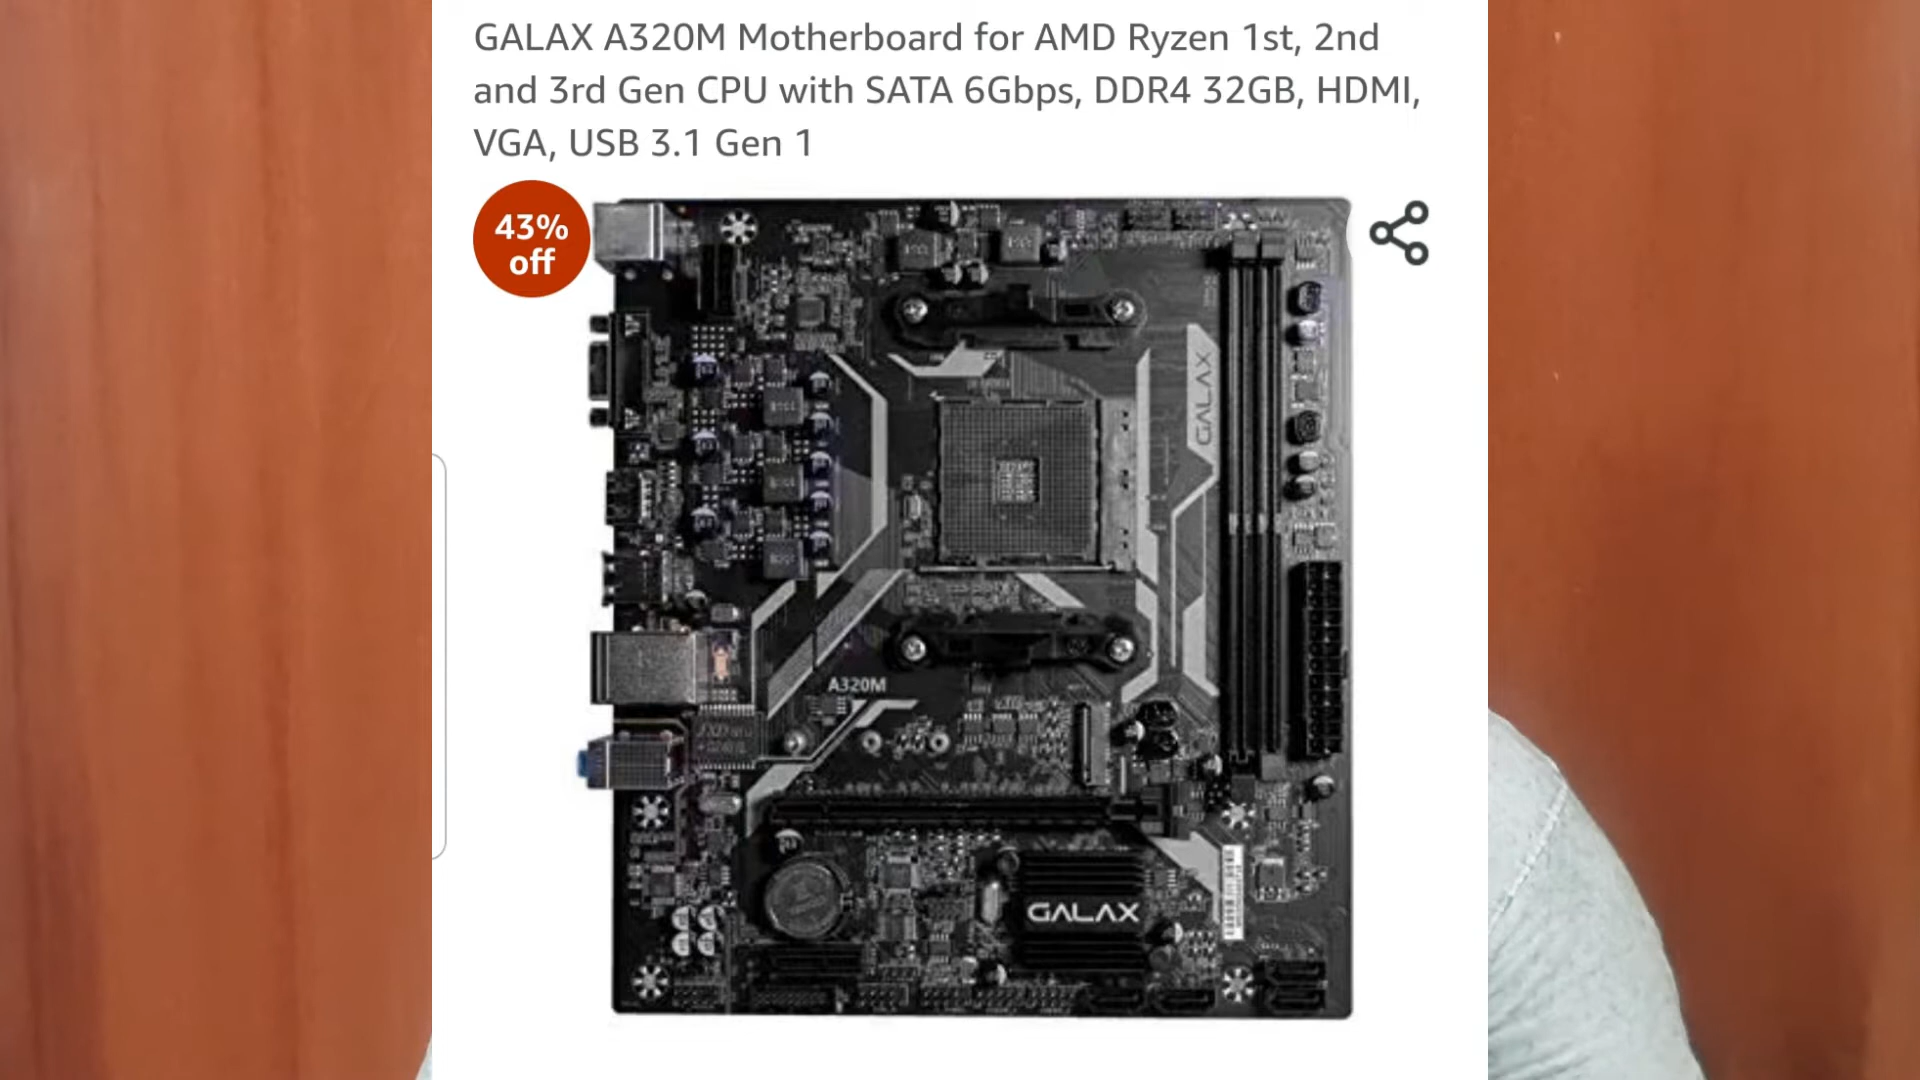 GALAX A320M Motherboard for AMD Ryzen 1st, 2nd
and 3rd Gen CPU with SATA 6Gbps, DDR4 32GB, HDMI,
VGA, USB 3.1 Gen 1
43%
off
GALAX
A320M
GALAX